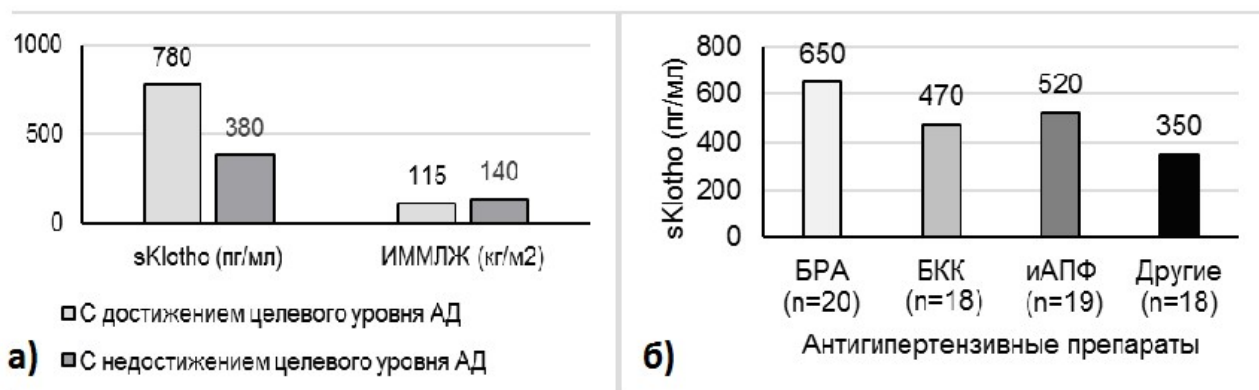 1000
500
0
780
380
115
140
sKlotho (пг/мл)
ИММЛЖ (кг/м2)
С достижением целевого уровня АД
С недостижением целевого уровня АД
а)
sKlotho (пг/мл)
800
600
400
200
0
650
470
520
350
БРА
(n=20)
БКК
(n=18)
иАПФ
(n=19)
Другие
(n=18)
Антигипертензивные препараты
б)